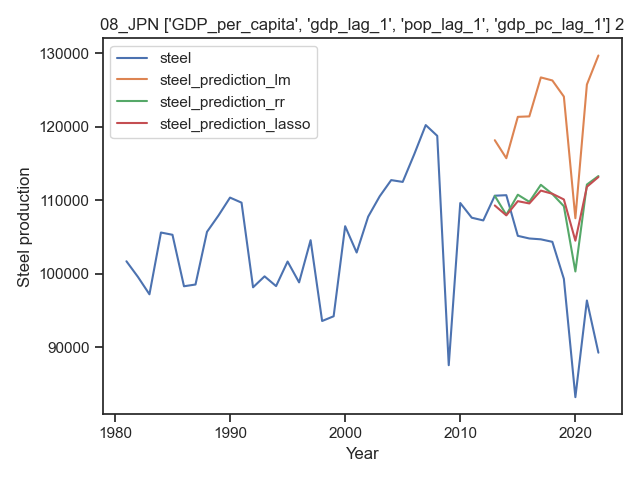 08_JPN ['GDP_per_capita', 'gdp_lag_1', 'pop_lag_1', 'gdp_pc_lag_1'] 2
steel
steel_prediction_lm
steel_prediction_rr
steel_prediction_lasso
Steel production
130000
120000
110000
100000
90000
1980
1990
2000
2010
2020
Year